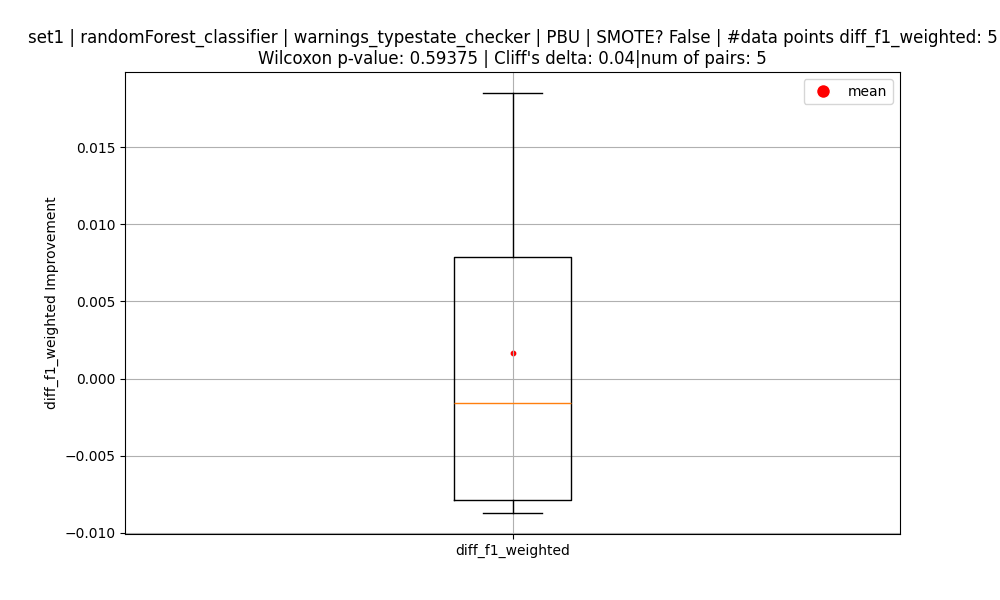 set1 | randomForest_classifier | warnings_typestate_checker | PBU | SMOTE? False | #data points diff_f1_weighted: 5
Wilcoxon p-value: 0.59375 | Cliff's delta: 0.04|num of pairs: 5
mean
0.015
0.010
0.005
0.000
−0.005
−0.010
diff_f1_weighted Improvement
diff_f1_weighted